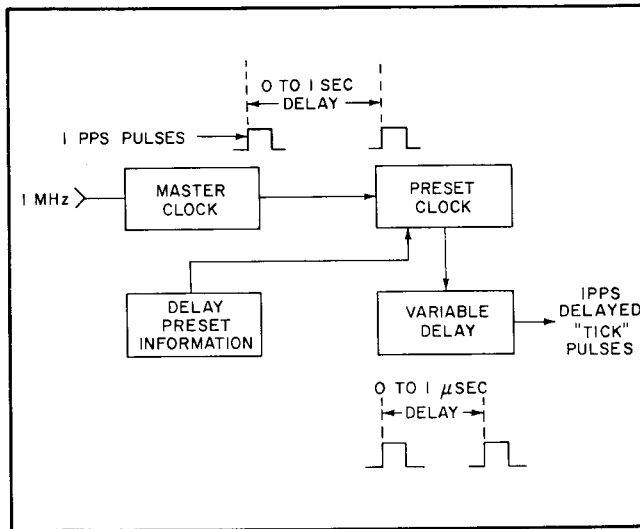 0 TO 1 SEC
DELAY
1 PPS PULSES
1 MHz
MASTER
CLOCK
PRESET
CLOCK
DELAY
PRESET
INFORMATION
VARIABLE
DELAY
1PPS
DELAYED
"TICK"
PULSES
0 TO 1 μSEC
DELAY